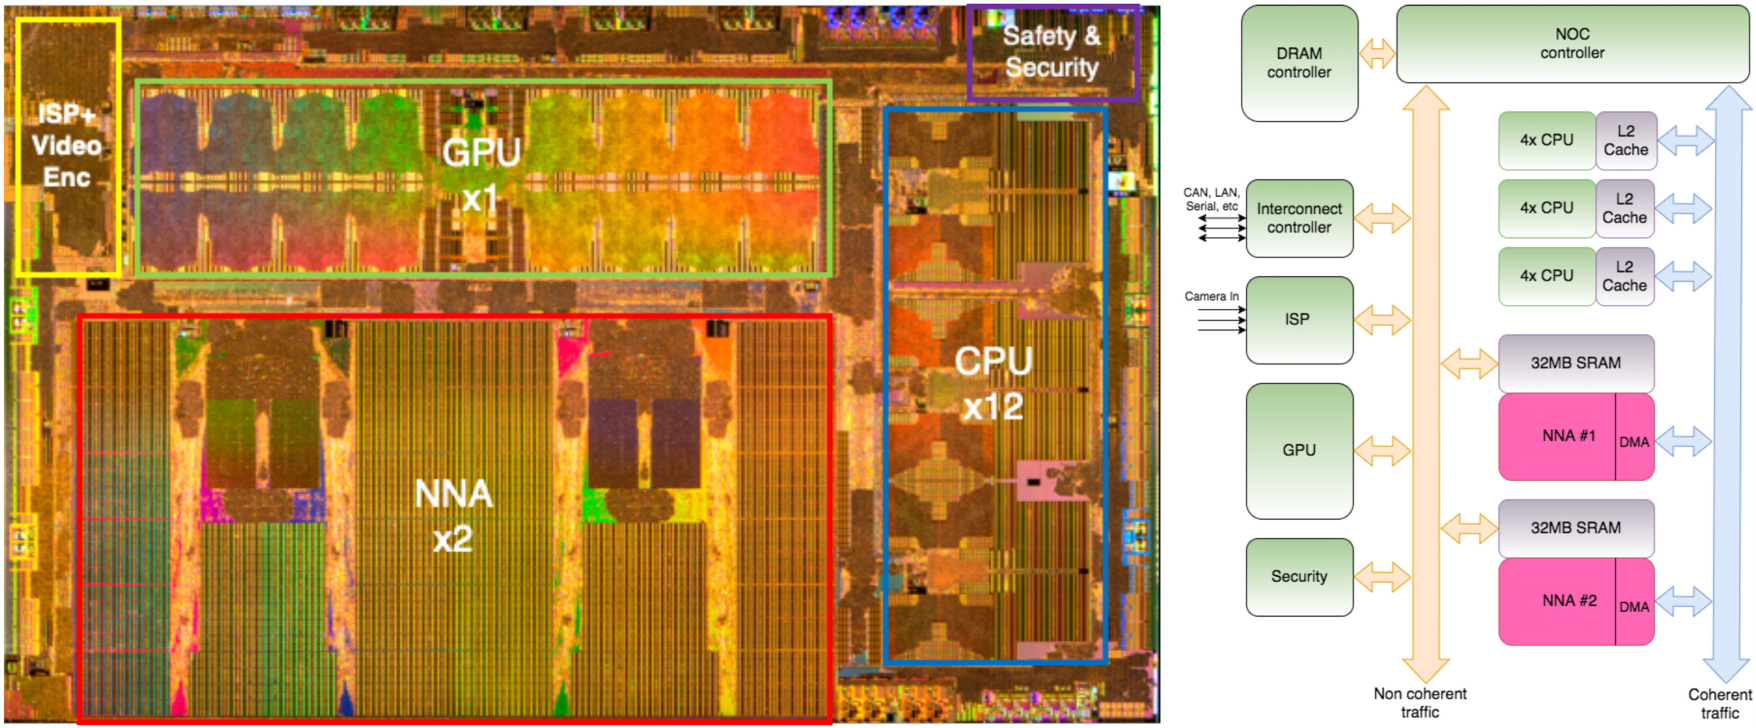 ISP+
Video
Enc
GPU
x1
Safety &
Security
CPU
x12
NNA
x2
DRAM
controller
NOC
controller
4x CPU
L2
Cache
4x CPU
L2
Cache
4x CPU
L2
Cache
CAN, LAN,
Serial, etc
Interconnect
controller
Camera In
ISP
32MB SRAM
NNA #1
DMA
GPU
32MB SRAM
Security
NNA #2
DMA
Non coherent
traffic
Coherent
traffic